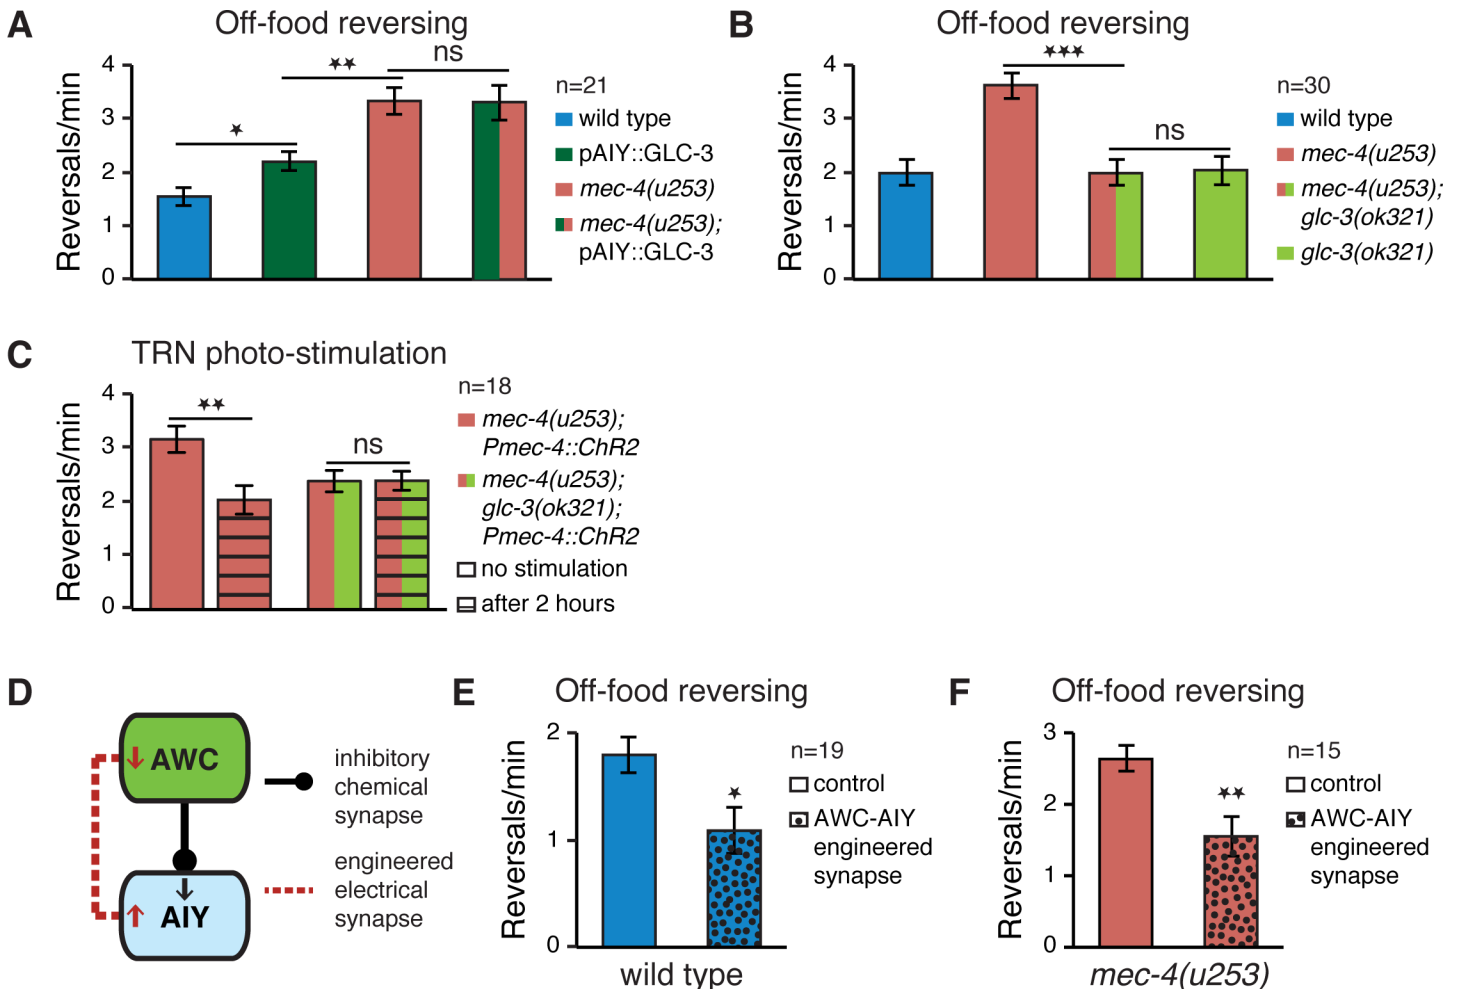 A
Off-food reversing
Reversals/min
4
3
2
1
0
★
★★
ns
n=21
wild type
pAIY::GLC-3
mec-4(u253)
mec-4(u253);
pAIY::GLC-3
B
Off-food reversing
Reversals/min
4
3
2
1
0
★★★
ns
n=30
wild type
mec-4(u253)
mec-4(u253);
glc-3(ok321)
glc-3(ok321)
C
TRN photo-stimulation
Reversals/min
4
3
2
1
0
★★
ns
n=18
mec-4(u253);
Pmec-4::ChR2
mec-4(u253);
glc-3(ok321);
Pmec-4::ChR2
no stimulation
after 2 hours
D
↓ AWC
↓
↑ AIY
inhibitory
chemical
synapse
engineered
electrical
synapse
E
Off-food reversing
Reversals/min
2
1
0
★
n=19
control
AWC-AIY
engineered
synapse
wild type
F
Off-food reversing
Reversals/min
3
2
1
0
★★
n=15
control
AWC-AIY
engineered
synapse
mec-4(u253)